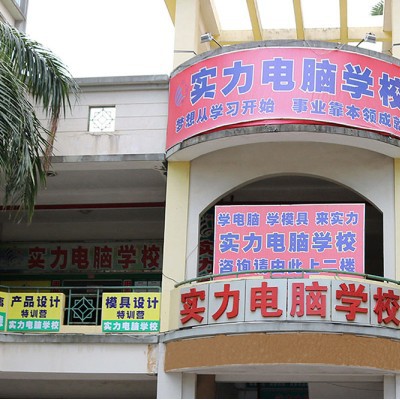 实力电脑学校
梦想从学习开始 事业靠本领成就
学电脑 学模具 来实力
实力电脑学校
咨询请由此上二楼
实力电脑学校
实力电脑学校
产品设计
特训营
实力电脑学校
模具设计
特训营
实力电脑学校